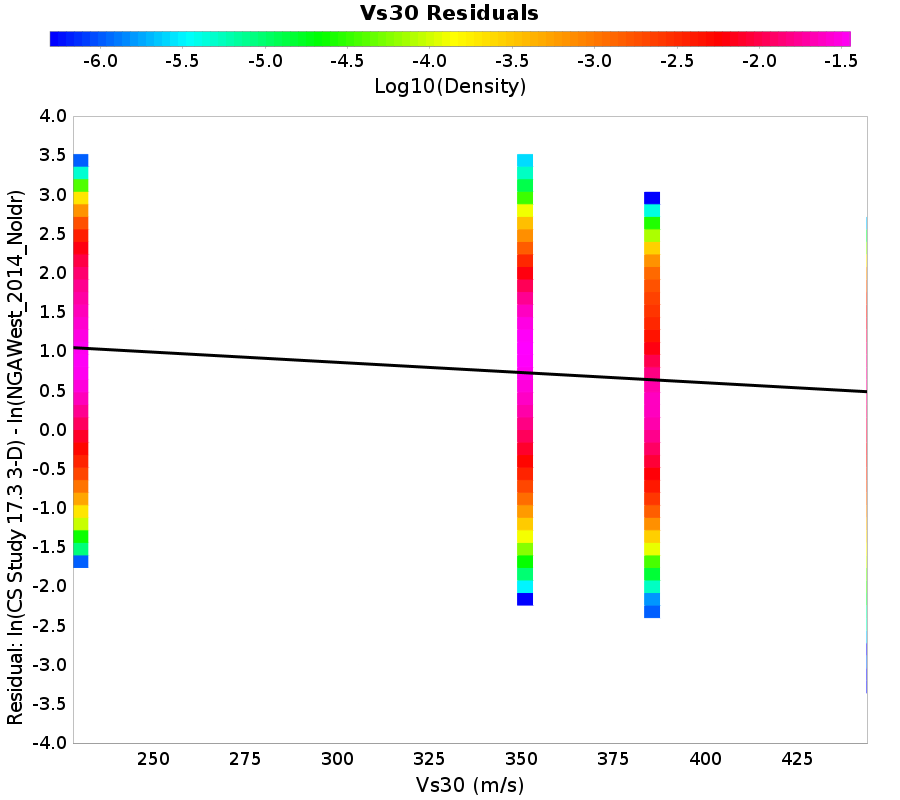 Vs30 Residuals
-6.0 -5.5 -5.0 -4.5 -4.0 -3.5 -3.0 -2.5 -2.0 -1.5
Log10(Density)
4.0
3.5
3.0
2.5
2.0
1.5
1.0
0.5
0.0
-0.5
-1.0
-1.5
-2.0
-2.5
-3.0
-3.5
-4.0
Residual: ln(CS Study 17.3 3-D) - ln(NGAWest_2014_NoIdr)
250 275 300 325 350 375 400 425
Vs30 (m/s)